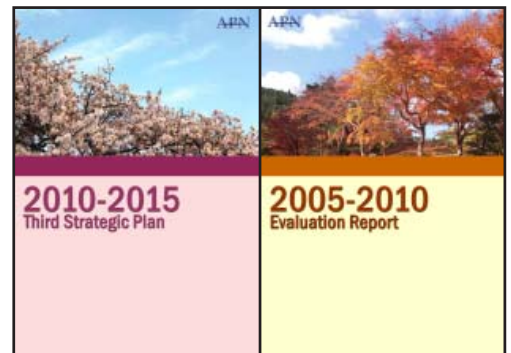 APN
2010-2015
Third Strategic Plan
APN
2005-2010
Evaluation Report